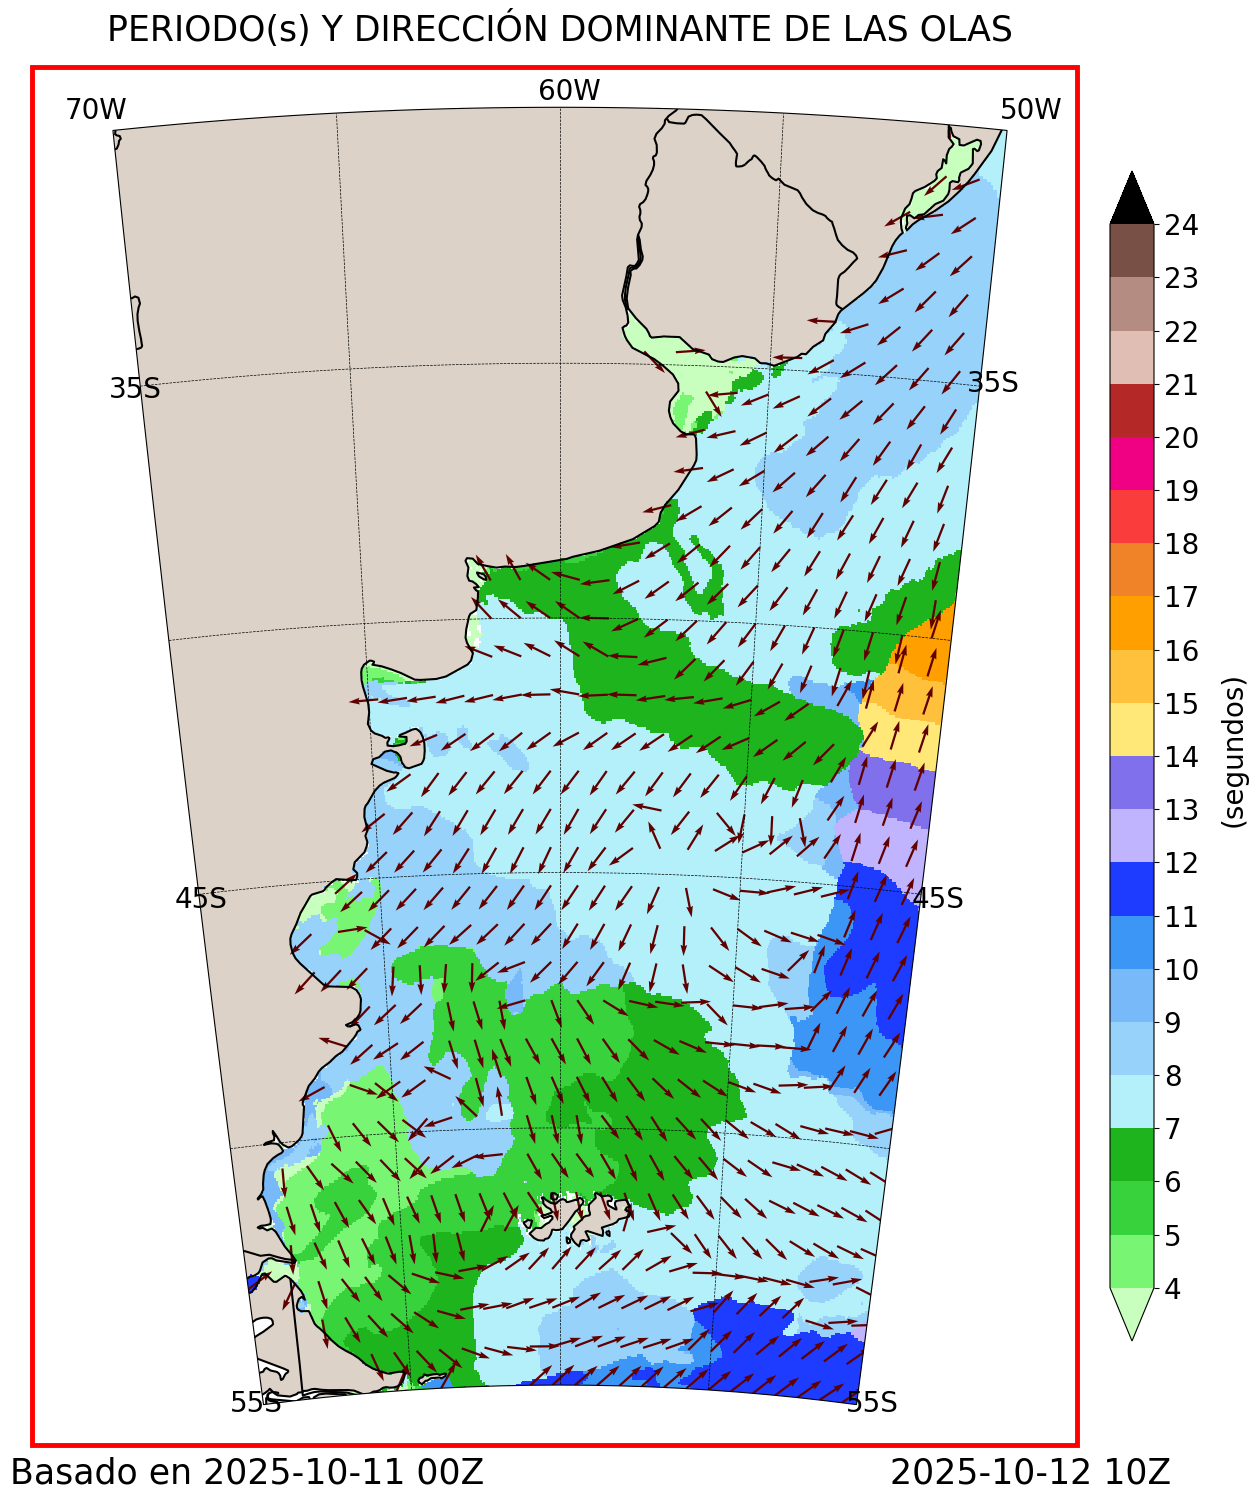 PERIODO(s) Y DIRECCIÓN DOMINANTE DE LAS OLAS
70W
60W
50W
35S
35S
45S
45S
55S
55S
24
23
22
21
20
19
18
17
16
15
14
13
12
11
10
9
8
7
6
5
4
(segundos)
Basado en 2025-10-11 00Z
2025-10-12 10Z